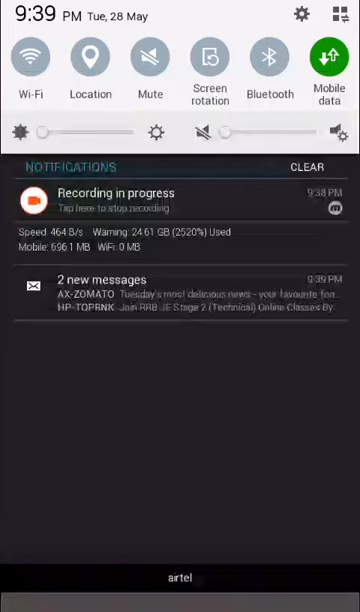 9:39 PM Tue, 28 May
Wi-Fi
Location
Mute
Screen
rotation
Bluetooth
Mobile
data
NOTIFICATIONS CLEAR
Recording in progress 9:38 PM
Tap here to stop recording
Speed: 464 B/s Warning: 24.61 GB (2520%) Used
Mobile: 696.1 MB WiFi: 0 MB
2 new messages 9:39 PM
AX-ZOMATO Tuesday's most delicious news - your favourite foo..
HP-TOPRNK Join RRB JE Stage 2 (Technical) Online Classes By
airtel